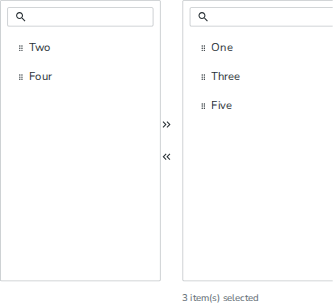 Two
Four
»
«
One
Three
Five
3 item(s) selected